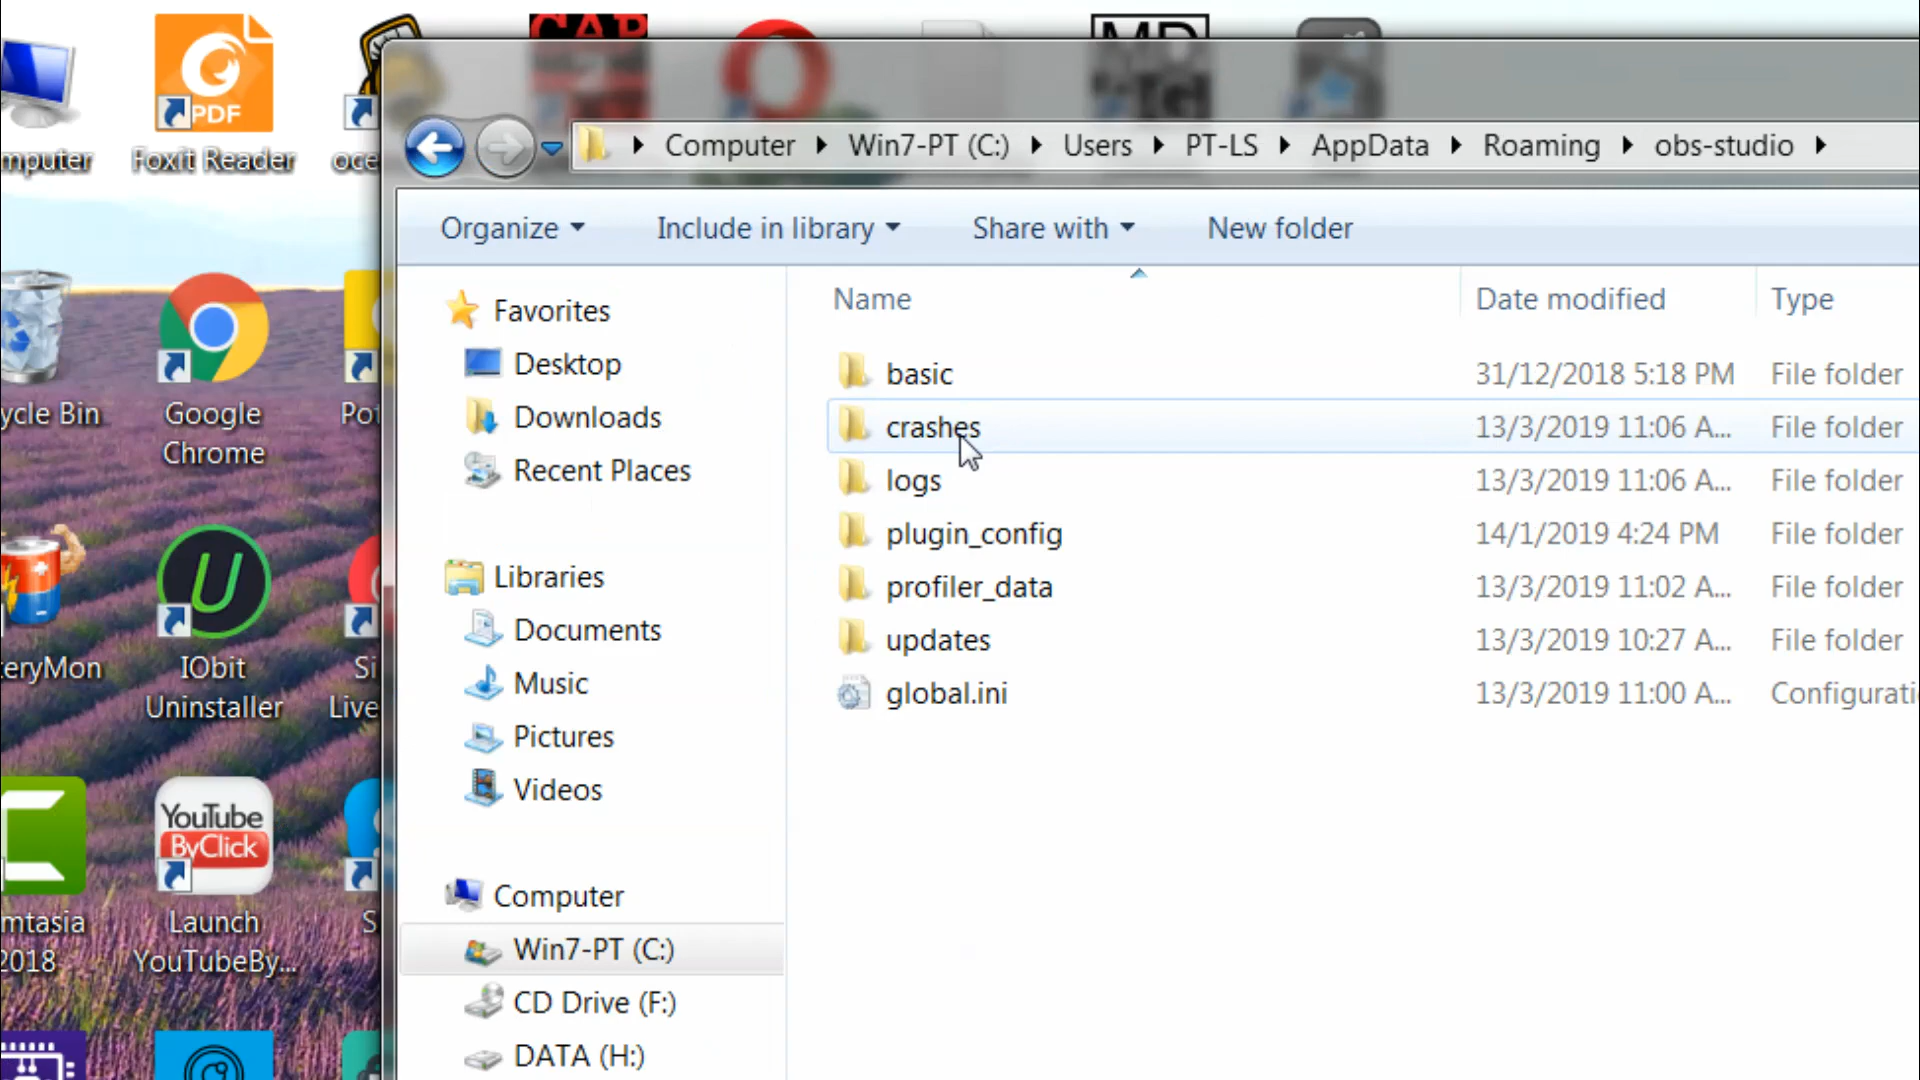 CAP
MD
Computer
Win7-PT (C:)
Users
PT-LS
AppData
Roaming
obs-studio
Organize
Include in library
Share with
New folder
Favorites
Desktop
Downloads
Recent Places
Libraries
Documents
Music
Pictures
Videos
Computer
Win7-PT (C:)
CD Drive (F:)
DATA (H:)
Name Date modified Type
basic 31/12/2018 5:18 PM File folder
crashes 13/3/2019 11:06 A... File folder
logs 13/3/2019 11:06 A... File folder
plugin_config 14/1/2019 4:24 PM File folder
profiler_data 13/3/2019 11:02 A... File folder
updates 13/3/2019 10:27 A... File folder
global.ini 13/3/2019 11:00 A... Configurati
mputer
PDF
Foxit Reader
oce
ycle Bin
Google
Chrome
Pot
eryMon
IObit
Uninstaller
Si
Live
mtasia
2018
YouTube
ByClick
Launch
YouTubeBy...
S